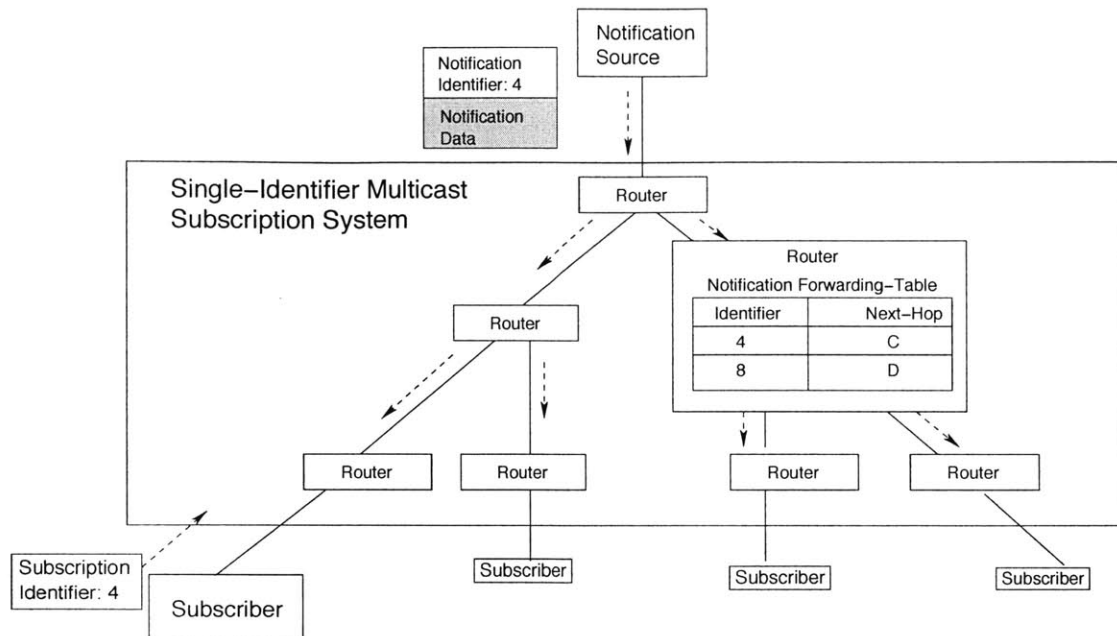 Notification
Source
Notification
Identifier: 4
Notification
Data
Single−Identifier Multicast
Subscription System
Router
Router
Notification Forwarding−Table
Identifier Next−Hop
4 C
8 D
Router
Router
Router
Router
Router
Subscription
Identifier: 4
Subscriber
Subscriber
Subscriber
Subscriber